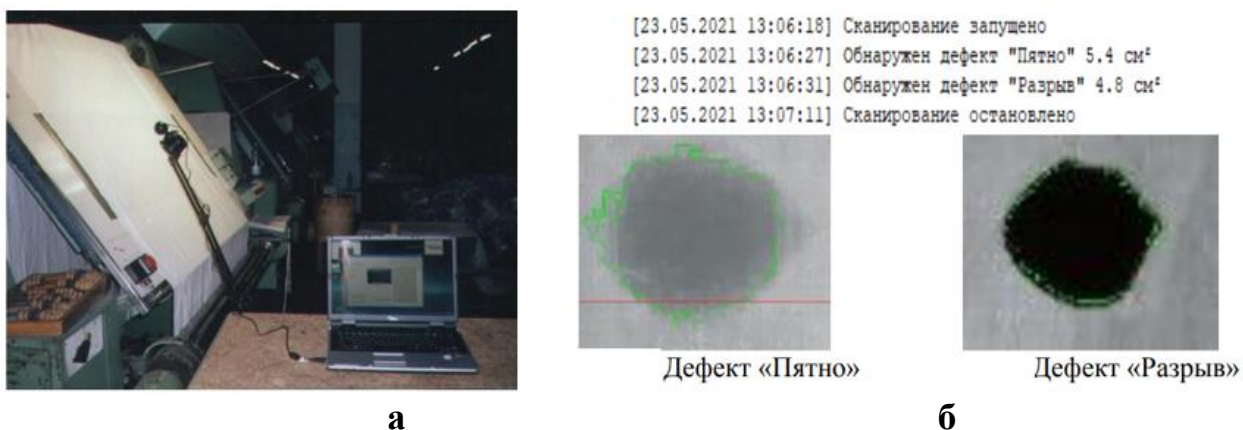 [23.05.2021 13:06:18] Сканирование запущено
[23.05.2021 13:06:27] Обнаружен дефект "Пятно" 5.4 см²
[23.05.2021 13:06:31] Обнаружен дефект "Разрыв" 4.8 см²
[23.05.2021 13:07:11] Сканирование остановлено
Дефект «Пятно»
Дефект «Разрыв»
а
б